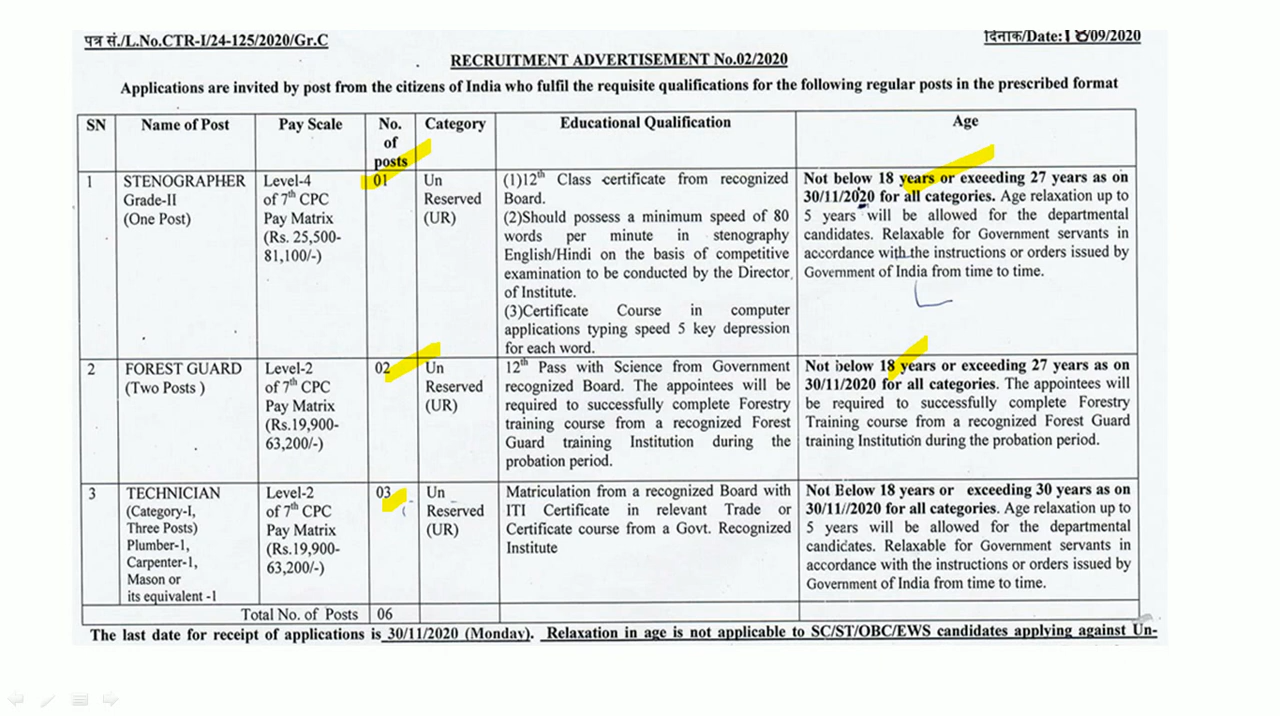 पत्र सं./L.No.CTR-I/24-125/2020/Gr.C
दिनाक/Date:18/09/2020
RECRUITMENT ADVERTISEMENT No.02/2020
Applications are invited by post from the citizens of India who fulfil the requisite qualifications for the following regular posts in the prescribed format
SN Name of Post Pay Scale No. of posts Category Educational Qualification Age
1
STENOGRAPHER
Grade-II
(One Post)
Level-4
of 7th CPC
Pay Matrix
(Rs. 25,500-
81,100/-)
01
Un
Reserved
(UR)
(1)12th Class certificate from recognized
Board.
(2)Should possess a minimum speed of 80
words per minute in stenography
English/Hindi on the basis of competitive
examination to be conducted by the Director
of Institute.
(3)Certificate Course in computer
applications typing speed 5 key depression
for each word.
Not below 18 years or exceeding 27 years as on
30/11/2020 for all categories. Age relaxation up to
5 years will be allowed for the departmental
candidates. Relaxable for Government servants in
accordance with the instructions or orders issued by
Government of India from time to time.
2
FOREST GUARD
(Two Posts )
Level-2
of 7th CPC
Pay Matrix
(Rs.19,900-
63,200/-)
02
Un
Reserved
(UR)
12th Pass with Science from Government
recognized Board. The appointees will be
required to successfully complete Forestry
training course from a recognized Forest
Guard training Institution during the
probation period.
Not below 18 years or exceeding 27 years as on
30/11/2020 for all categories. The appointees will
be required to successfully complete Forestry
Training course from a recognized Forest Guard
training Institution during the probation period.
3
TECHNICIAN
(Category-I,
Three Posts)
Plumber-1,
Carpenter-1,
Mason or
its equivalent -1
Level-2
of 7th CPC
Pay Matrix
(Rs.19,900-
63,200/-)
03
Un
Reserved
(UR)
Matriculation from a recognized Board with
ITI Certificate in relevant Trade or
Certificate course from a Govt. Recognized
Institute
Not Below 18 years or exceeding 30 years as on
30/11//2020 for all categories. Age relaxation up to
5 years will be allowed for the departmental
candidates. Relaxable for Government servants in
accordance with the instructions or orders issued by
Government of India from time to time.
Total No. of Posts 06
The last date for receipt of applications is 30/11/2020 (Monday). Relaxation in age is not applicable to SC/ST/OBC/EWS candidates applying against Un-